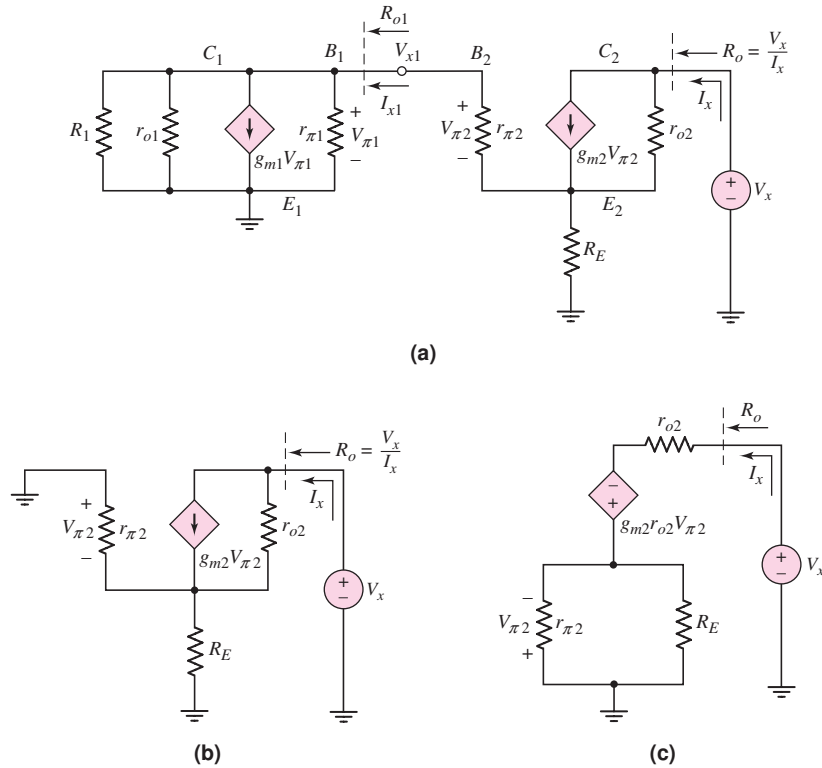 R_{o1}
C_1 B_1 V_{x1} B_2 C_2 R_o = \frac{V_x}{I_x}
I_{x1} I_x
R_1 r_{o1} g_{m1}V_{π1} r_{π1} + V_{π1} –
+ V_{π2} – r_{π2} g_{m2}V_{π2} r_{o2} + – V_x
E_1 E_2
R_E
(a)
R_o = \frac{V_x}{I_x}
I_x
+ V_{π2} – r_{π2} g_{m2}V_{π2} r_{o2}
+ – V_x
R_E
(b)
r_{o2} R_o
I_x
– + g_{m2}r_{o2}V_{π2}
+ – V_x
– V_{π2} + r_{π2} R_E
(c)